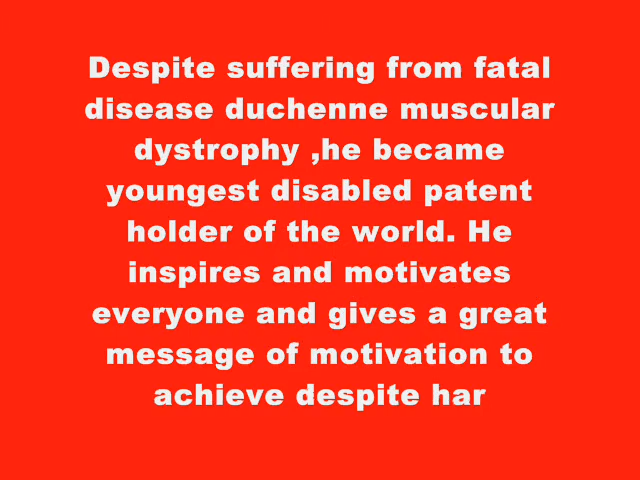 Despite suffering from fatal
disease duchenne muscular
dystrophy ,he became
youngest disabled patent
holder of the world. He
inspires and motivates
everyone and gives a great
message of motivation to
achieve despite har